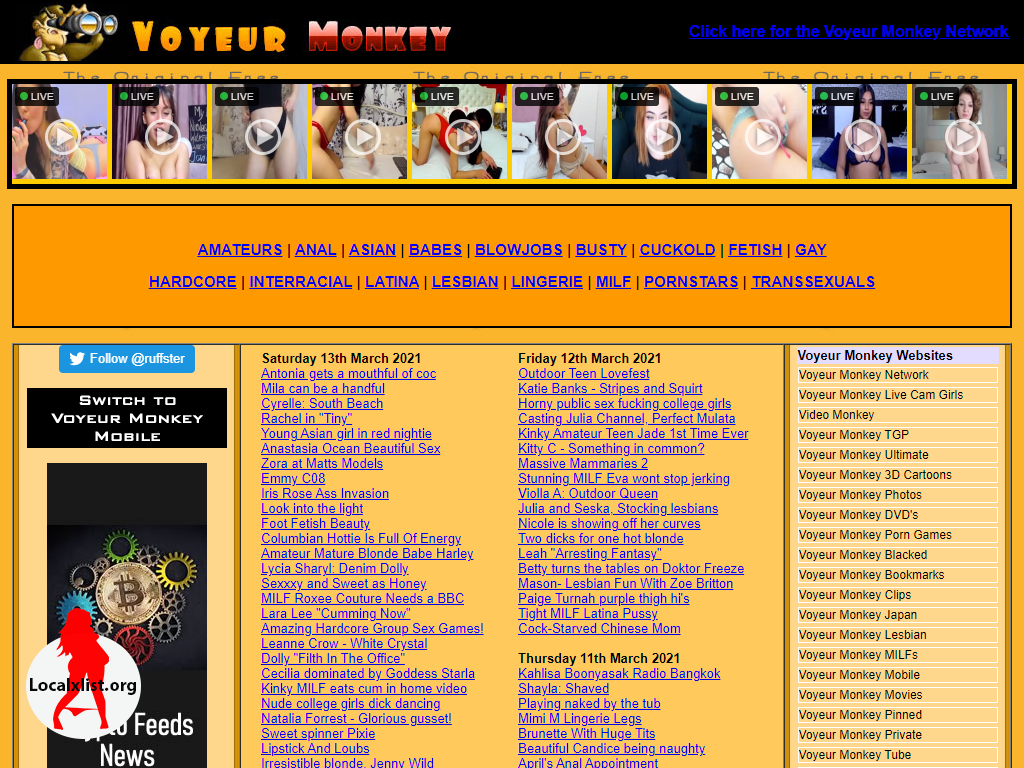 VOYEUR MONKEY
Click here for the Voyeur Monkey Network
The Original Free The Original Free The Original Free
LIVE LIVE LIVE LIVE LIVE LIVE LIVE LIVE LIVE LIVE
AMATEURS | ANAL | ASIAN | BABES | BLOWJOBS | BUSTY | CUCKOLD | FETISH | GAY
HARDCORE | INTERRACIAL | LATINA | LESBIAN | LINGERIE | MILF | PORNSTARS | TRANSSEXUALS
Follow @ruffster
SWITCH TO
VOYEUR MONKEY
MOBILE
Localxlist.org
Feeds
News
Saturday 13th March 2021
Antonia gets a mouthful of coc
Mila can be a handful
Cyrelle: South Beach
Rachel in "Tiny"
Young Asian girl in red nightie
Anastasia Ocean Beautiful Sex
Zora at Matts Models
Emmy C08
Iris Rose Ass Invasion
Look into the light
Foot Fetish Beauty
Columbian Hottie Is Full Of Energy
Amateur Mature Blonde Babe Harley
Lycia Sharyl: Denim Dolly
Sexxxy and Sweet as Honey
MILF Roxee Couture Needs a BBC
Lara Lee "Cumming Now"
Amazing Hardcore Group Sex Games!
Leanne Crow - White Crystal
Dolly "Filth In The Office"
Cecilia dominated by Goddess Starla
Kinky MILF eats cum in home video
Nude college girls dick dancing
Natalia Forrest - Glorious gusset!
Sweet spinner Pixie
Lipstick And Loubs
Irresistible blonde, Jenny Wild
Friday 12th March 2021
Outdoor Teen Lovefest
Katie Banks - Stripes and Squirt
Horny public sex fucking college girls
Casting Julia Channel, Perfect Mulata
Kinky Amateur Teen Jade 1st Time Ever
Kitty C - Something in common?
Massive Mammaries 2
Stunning MILF Eva wont stop jerking
Violla A: Outdoor Queen
Julia and Seska, Stocking lesbians
Nicole is showing off her curves
Two dicks for one hot blonde
Leah "Arresting Fantasy"
Betty turns the tables on Doktor Freeze
Mason- Lesbian Fun With Zoe Britton
Paige Turnah purple thigh hi's
Tight MILF Latina Pussy
Cock-Starved Chinese Mom
Thursday 11th March 2021
Kahlisa Boonyasak Radio Bangkok
Shayla: Shaved
Playing naked by the tub
Mimi M Lingerie Legs
Brunette With Huge Tits
Beautiful Candice being naughty
April's Anal Appointment
Voyeur Monkey Websites
Voyeur Monkey Network
Voyeur Monkey Live Cam Girls
Video Monkey
Voyeur Monkey TGP
Voyeur Monkey Ultimate
Voyeur Monkey 3D Cartoons
Voyeur Monkey Photos
Voyeur Monkey DVD's
Voyeur Monkey Porn Games
Voyeur Monkey Blacked
Voyeur Monkey Bookmarks
Voyeur Monkey Clips
Voyeur Monkey Japan
Voyeur Monkey Lesbian
Voyeur Monkey MILFs
Voyeur Monkey Mobile
Voyeur Monkey Movies
Voyeur Monkey Pinned
Voyeur Monkey Private
Voyeur Monkey Tube